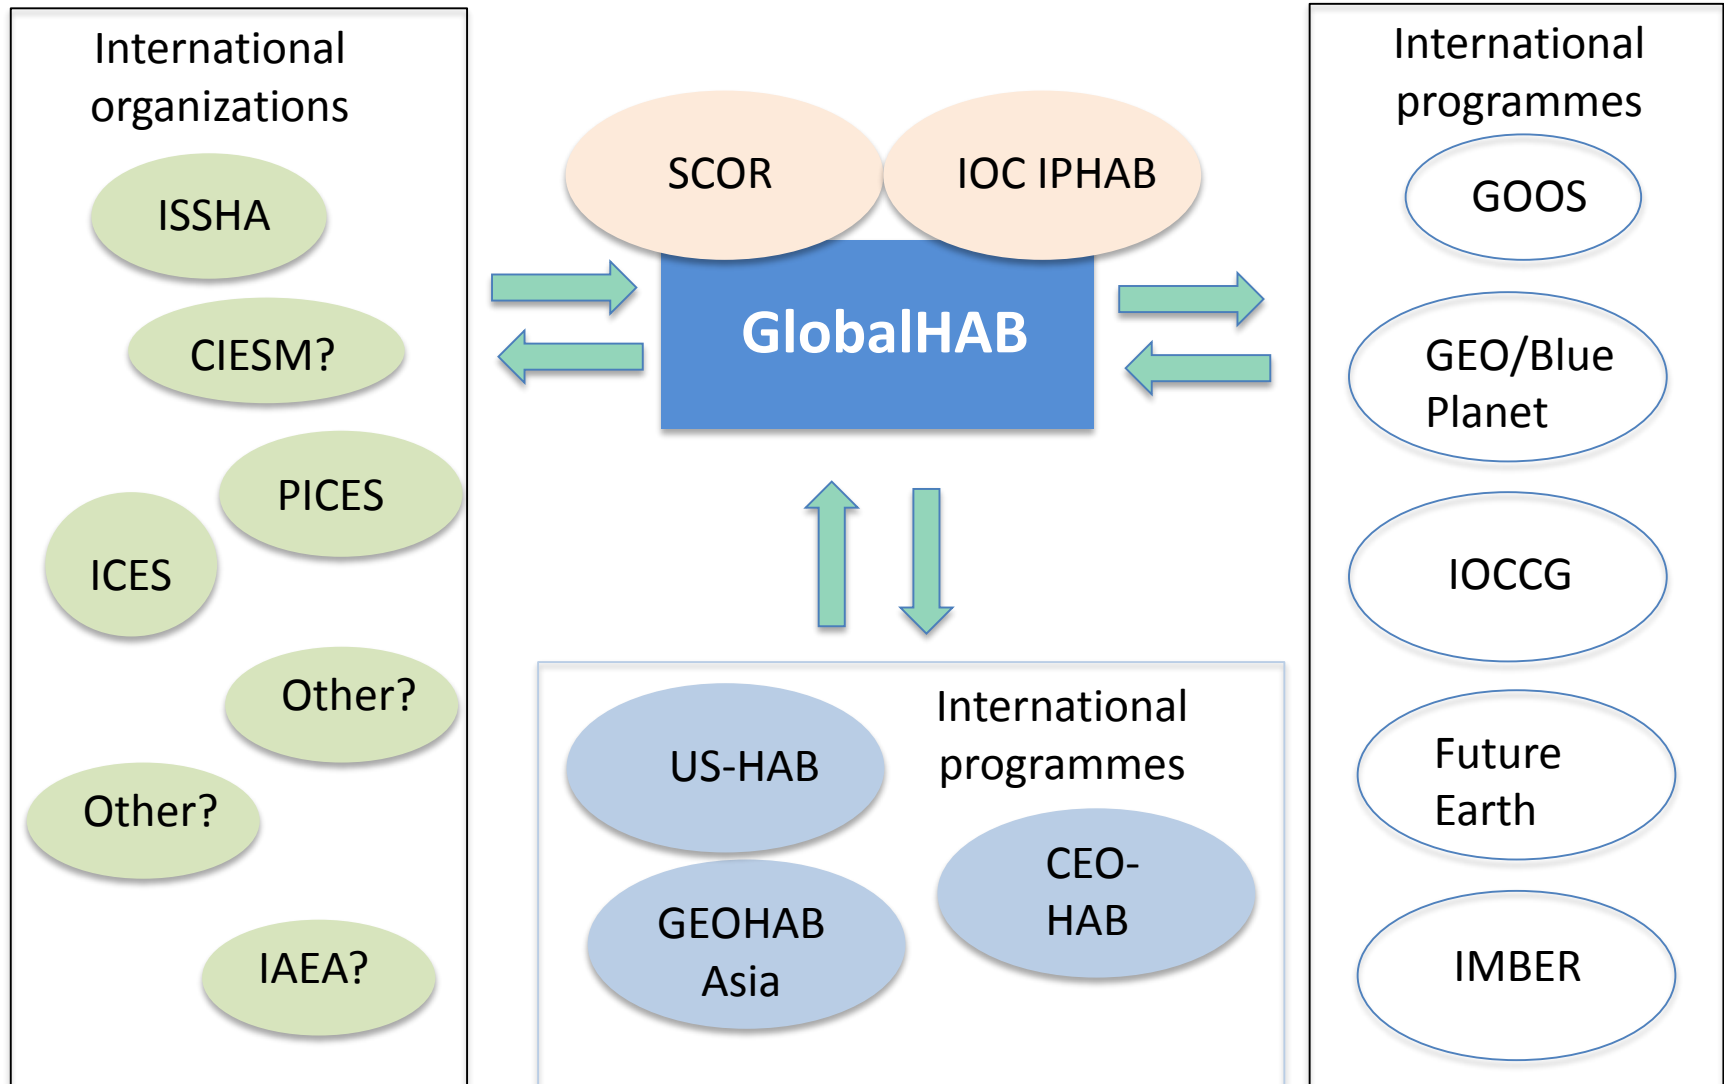 International
organizations
ISSHA
CIESM?
PICES
ICES
Other?
Other?
IAEA?
SCOR
IOC IPHAB
GlobalHAB
International
programmes
US-HAB
CEO-
HAB
GEOHAB
Asia
International
programmes
GOOS
GEO/Blue
Planet
IOCCG
Future
Earth
IMBER